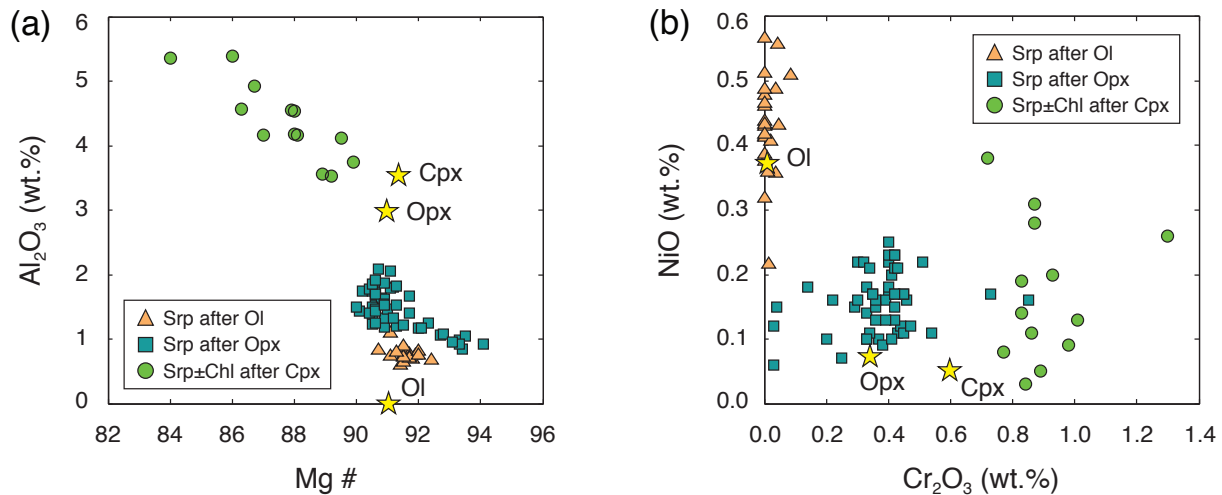 (a)
6
5
4
3
2
1
0
Al₂O₃ (wt.%)
Cpx
Opx
Ol
Srp after Ol
Srp after Opx
Srp±Chl after Cpx
82 84 86 88 90 92 94 96
Mg #
(b)
0.6
0.5
0.4
0.3
0.2
0.1
0.0
NiO (wt.%)
Srp after Ol
Srp after Opx
Srp±Chl after Cpx
Ol
Opx
Cpx
0.0 0.2 0.4 0.6 0.8 1.0 1.2 1.4
Cr₂O₃ (wt.%)